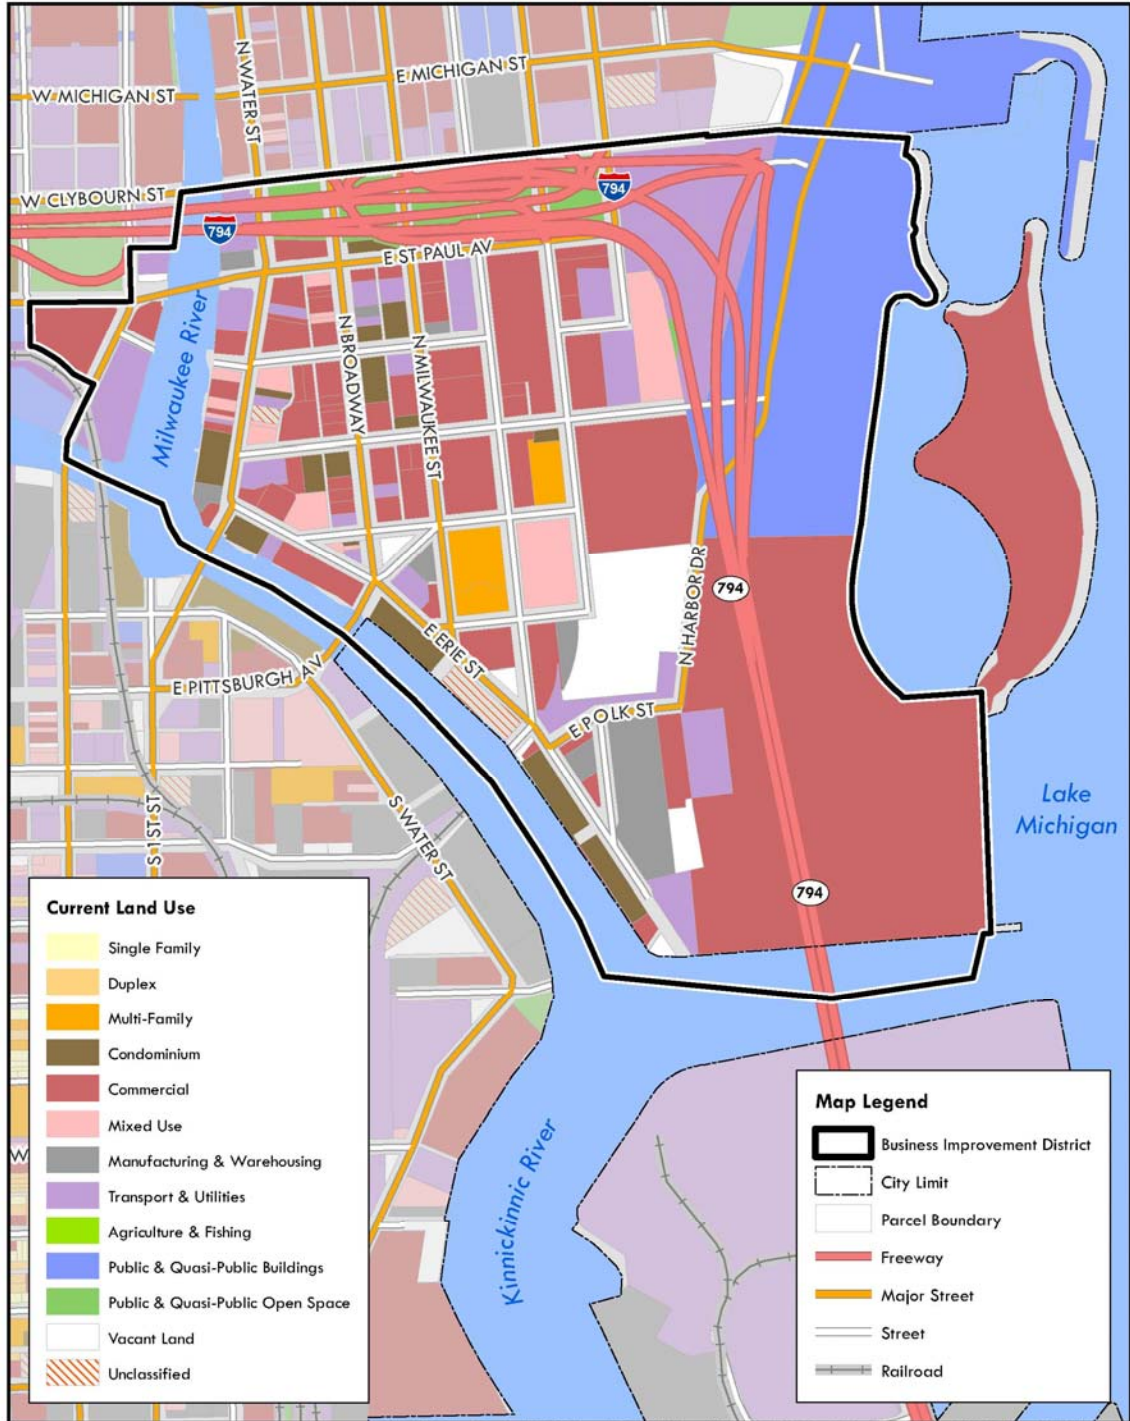 N WATER ST
E MICHIGAN ST
W MICHIGAN ST
W CLYBOURN ST
794
794
E ST PAUL AV
Milwaukee River
N BROADWAY
N MILWAUKEE ST
N HARBOR DR
794
E ERIE ST
E PITTSBURGH AV
E POLK ST
S 1ST ST
S WATER ST
Lake
Michigan
794
Current Land Use
Single Family
Duplex
Multi-Family
Condominium
Commercial
Mixed Use
Manufacturing & Warehousing
Transport & Utilities
Agriculture & Fishing
Public & Quasi-Public Buildings
Public & Quasi-Public Open Space
Vacant Land
Unclassified
W
Kinnickinnic River
Map Legend
Business Improvement District
City Limit
Parcel Boundary
Freeway
Major Street
Street
Railroad